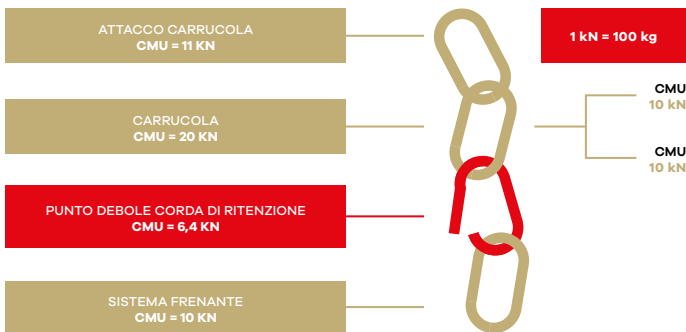 ATTACCO CARRUCOLA
CMU = 11 KN
1 kN = 100 kg
CARRUCOLA
CMU = 20 KN
CMU
10 kN
CMU
10 kN
PUNTO DEBOLE CORDA DI RITENZIONE
CMU = 6,4 KN
SISTEMA FRENANTE
CMU = 10 KN